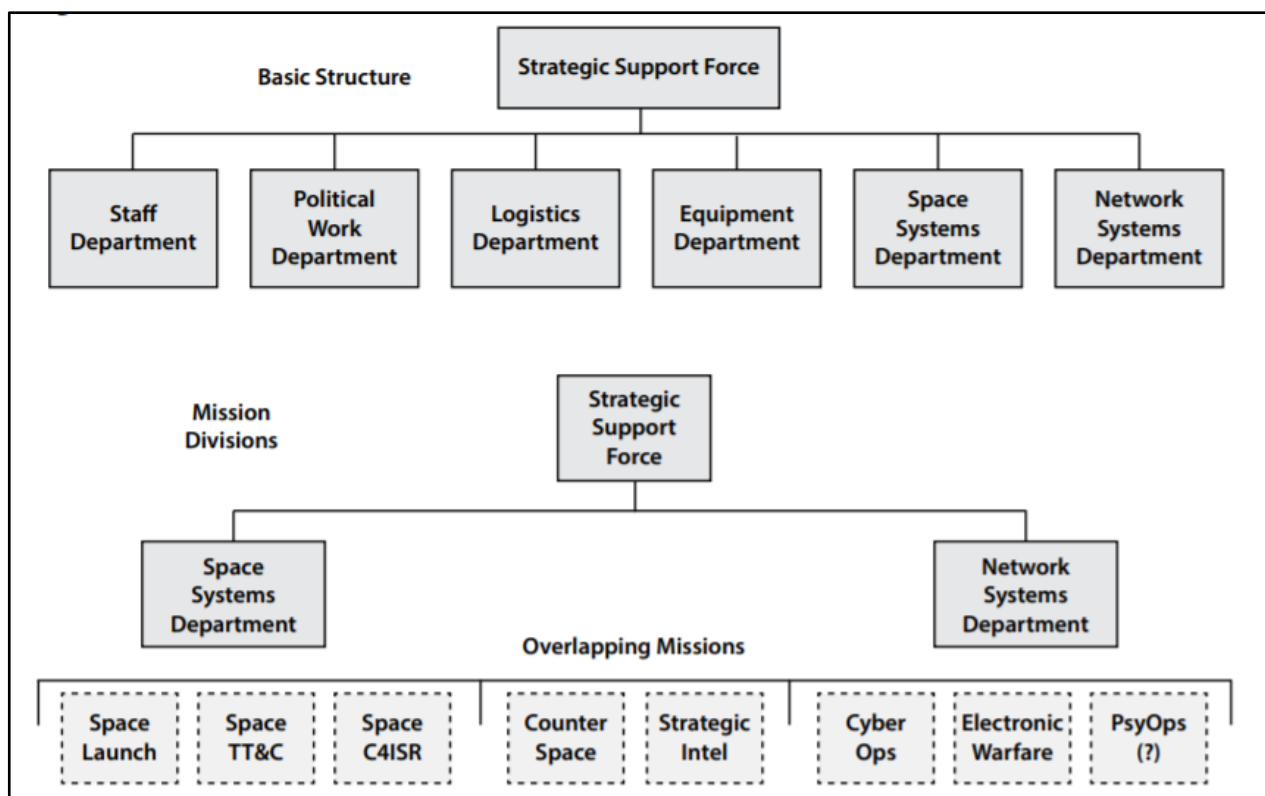 Basic Structure
Strategic Support Force
Staff
Department
Political
Work
Department
Logistics
Department
Equipment
Department
Space
Systems
Department
Network
Systems
Department
Mission
Divisions
Strategic
Support
Force
Space
Systems
Department
Network
Systems
Department
Overlapping Missions
Space
Launch
Space
TT&C
Space
C4ISR
Counter
Space
Strategic
Intel
Cyber
Ops
Electronic
Warfare
PsyOps
(?)